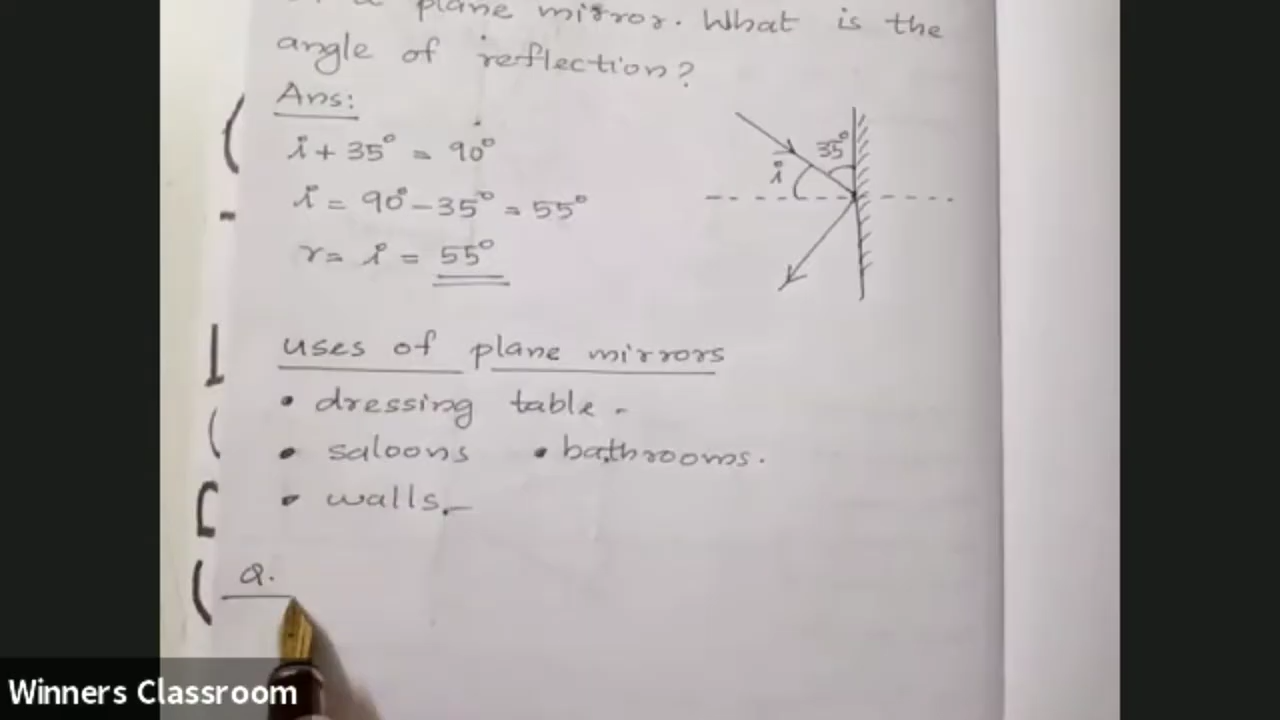 a plane mirror. What is the
angle of reflection?
Ans:
i + 35° = 90°
i = 90° - 35° = 55°
r = i = 55°
35°
i
uses of plane mirrors
• dressing table.
• saloons • bathrooms.
• walls.
Q.
Winners Classroom